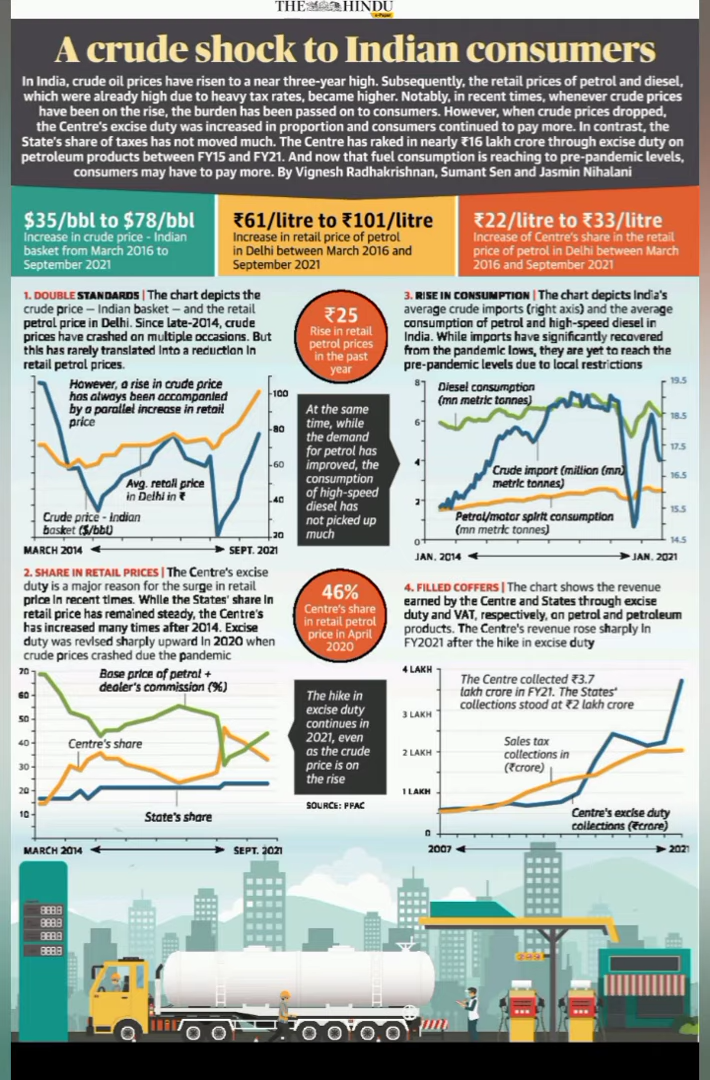 THE HINDU
e-Paper
A crude shock to Indian consumers
In India, crude oil prices have risen to a near three-year high. Subsequently, the retail prices of petrol and diesel,
which were already high due to heavy tax rates, became higher. Notably, in recent times, whenever crude prices
have been on the rise, the burden has been passed on to consumers. However, when crude prices dropped,
the Centre's excise duty was increased in proportion and consumers continued to pay more. In contrast, the
State's share of taxes has not moved much. The Centre has raked in nearly ₹16 lakh crore through excise duty on
petroleum products between FY15 and FY21. And now that fuel consumption is reaching to pre-pandemic levels,
consumers may have to pay more. By Vignesh Radhakrishnan, Sumant Sen and Jasmin Nihalani
$35/bbl to $78/bbl
Increase in crude price - Indian
basket from March 2016 to
September 2021
₹61/litre to ₹101/litre
Increase in retail price of petrol
in Delhi between March 2016 and
September 2021
₹22/litre to ₹33/litre
Increase of Centre's share in the retail
price of petrol in Delhi between March
2016 and September 2021
1. DOUBLE STANDARDS | The chart depicts the
crude price — Indian basket — and the retail
petrol price in Delhi. Since late-2014, crude
prices have crashed on multiple occasions. But
this has rarely translated into a reduction in
retail petrol prices.
However, a rise in crude price
has always been accompanied
by a parallel increase in retail
price
100
80
60
40
20
Avg. retail price
in Delhi in ₹
Crude price - Indian
basket ($/bbl)
MARCH 2014
SEPT. 2021
₹25
Rise in retail
petrol prices
in the past
year
At the same
time, while
the demand
for petrol has
improved, the
consumption
of high-speed
diesel has
not picked up
much
3. RISE IN CONSUMPTION | The chart depicts India's
average crude imports (right axis) and the average
consumption of petrol and high-speed diesel in
India. While imports have significantly recovered
from the pandemic lows, they are yet to reach the
pre-pandemic levels due to local restrictions
8
6
4
2
0
19.5
18.5
17.5
16.5
15.5
14.5
Diesel consumption
(mn metric tonnes)
Crude import (million (mn)
metric tonnes)
Petrol/motor spirit consumption
(mn metric tonnes)
JAN. 2014
JAN. 2021
2. SHARE IN RETAIL PRICES | The Centre's excise
duty is a major reason for the surge in retail
price in recent times. While the States' share in
retail price has remained steady, the Centre's
has increased many times after 2014. Excise
duty was revised sharply upward in 2020 when
crude prices crashed due the pandemic
70
60
50
40
30
20
10
Base price of petrol +
dealer's commission (%)
Centre's share
State's share
MARCH 2014
SEPT. 2021
46%
Centre's share
in retail petrol
price in April
2020
The hike in
excise duty
continues in
2021, even
as the crude
price is on
the rise
SOURCE: PPAC
4. FILLED COFFERS | The chart shows the revenue
earned by the Centre and States through excise
duty and VAT, respectively, on petrol and petroleum
products. The Centre's revenue rose sharply in
FY2021 after the hike in excise duty
4 LAKH
3 LAKH
2 LAKH
1 LAKH
0
The Centre collected ₹3.7
lakh crore in FY21. The States'
collections stood at ₹2 lakh crore
Sales tax
collections in
(₹crore)
Centre's excise duty
collections (₹crore)
2007
2021
8888
8888
8888
8888